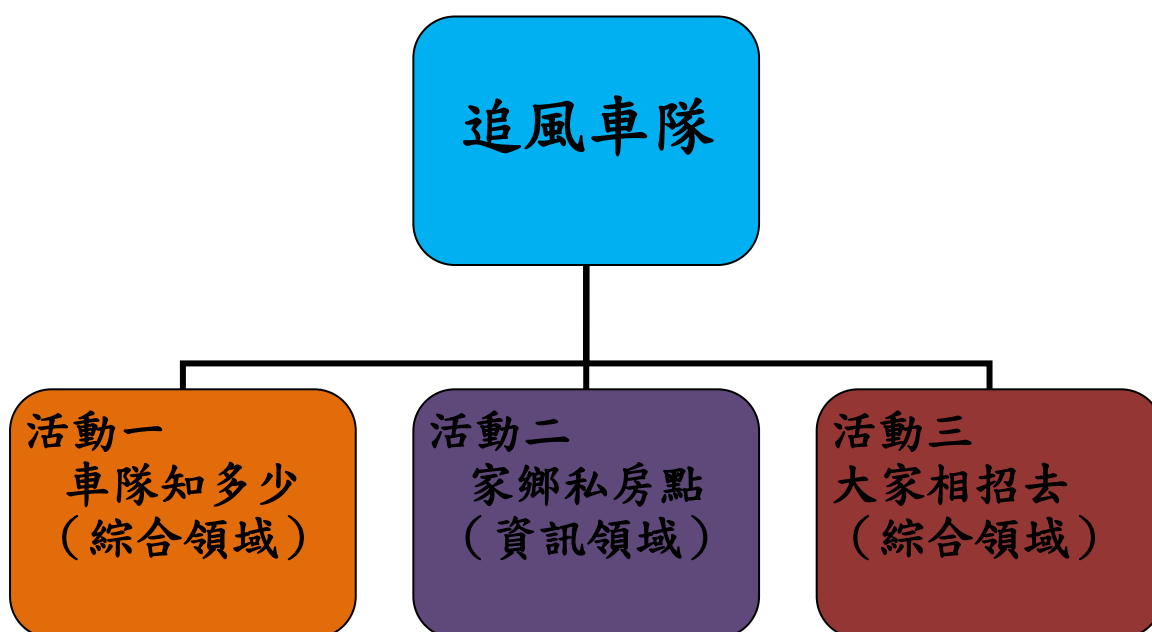 追風車隊
活動一
車隊知多少
（綜合領域）
活動二
家鄉私房點
（資訊領域）
活動三
大家相招去
（綜合領域）